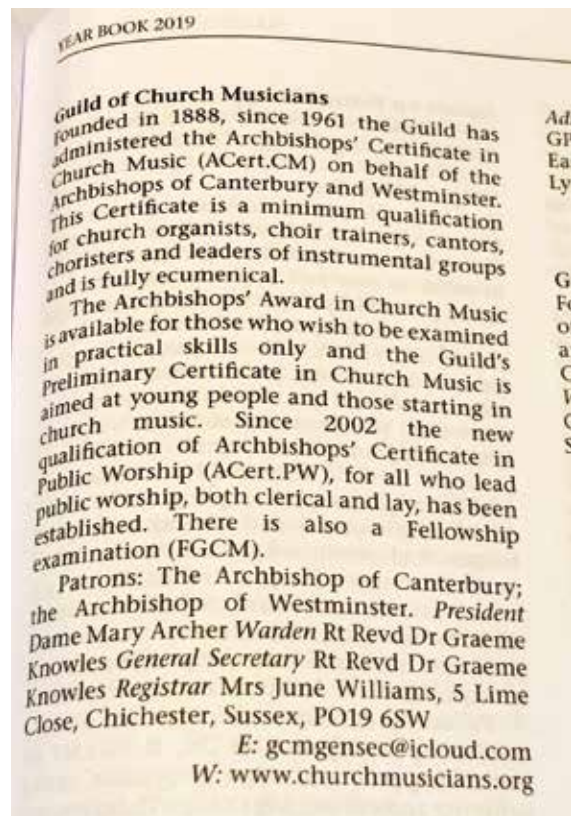 YEAR BOOK 2019
Guild of Church Musicians
Founded in 1888, since 1961 the Guild has
administered the Archbishops' Certificate in
Church Music (ACert.CM) on behalf of the
Archbishops of Canterbury and Westminster.
This Certificate is a minimum qualification
for church organists, choir trainers, cantors,
choristers and leaders of instrumental groups
and is fully ecumenical.
The Archbishops' Award in Church Music
is available for those who wish to be examined
in practical skills only and the Guild's
Preliminary Certificate in Church Music is
aimed at young people and those starting in
church music. Since 2002 the new
qualification of Archbishops' Certificate in
Public Worship (ACert.PW), for all who lead
public worship, both clerical and lay, has been
established. There is also a Fellowship
examination (FGCM).
Patrons: The Archbishop of Canterbury;
the Archbishop of Westminster. President
Dame Mary Archer Warden Rt Revd Dr Graeme
Knowles General Secretary Rt Revd Dr Graeme
Knowles Registrar Mrs June Williams, 5 Lime
Close, Chichester, Sussex, PO19 6SW
E: gcmgensec@icloud.com
W: www.churchmusicians.org